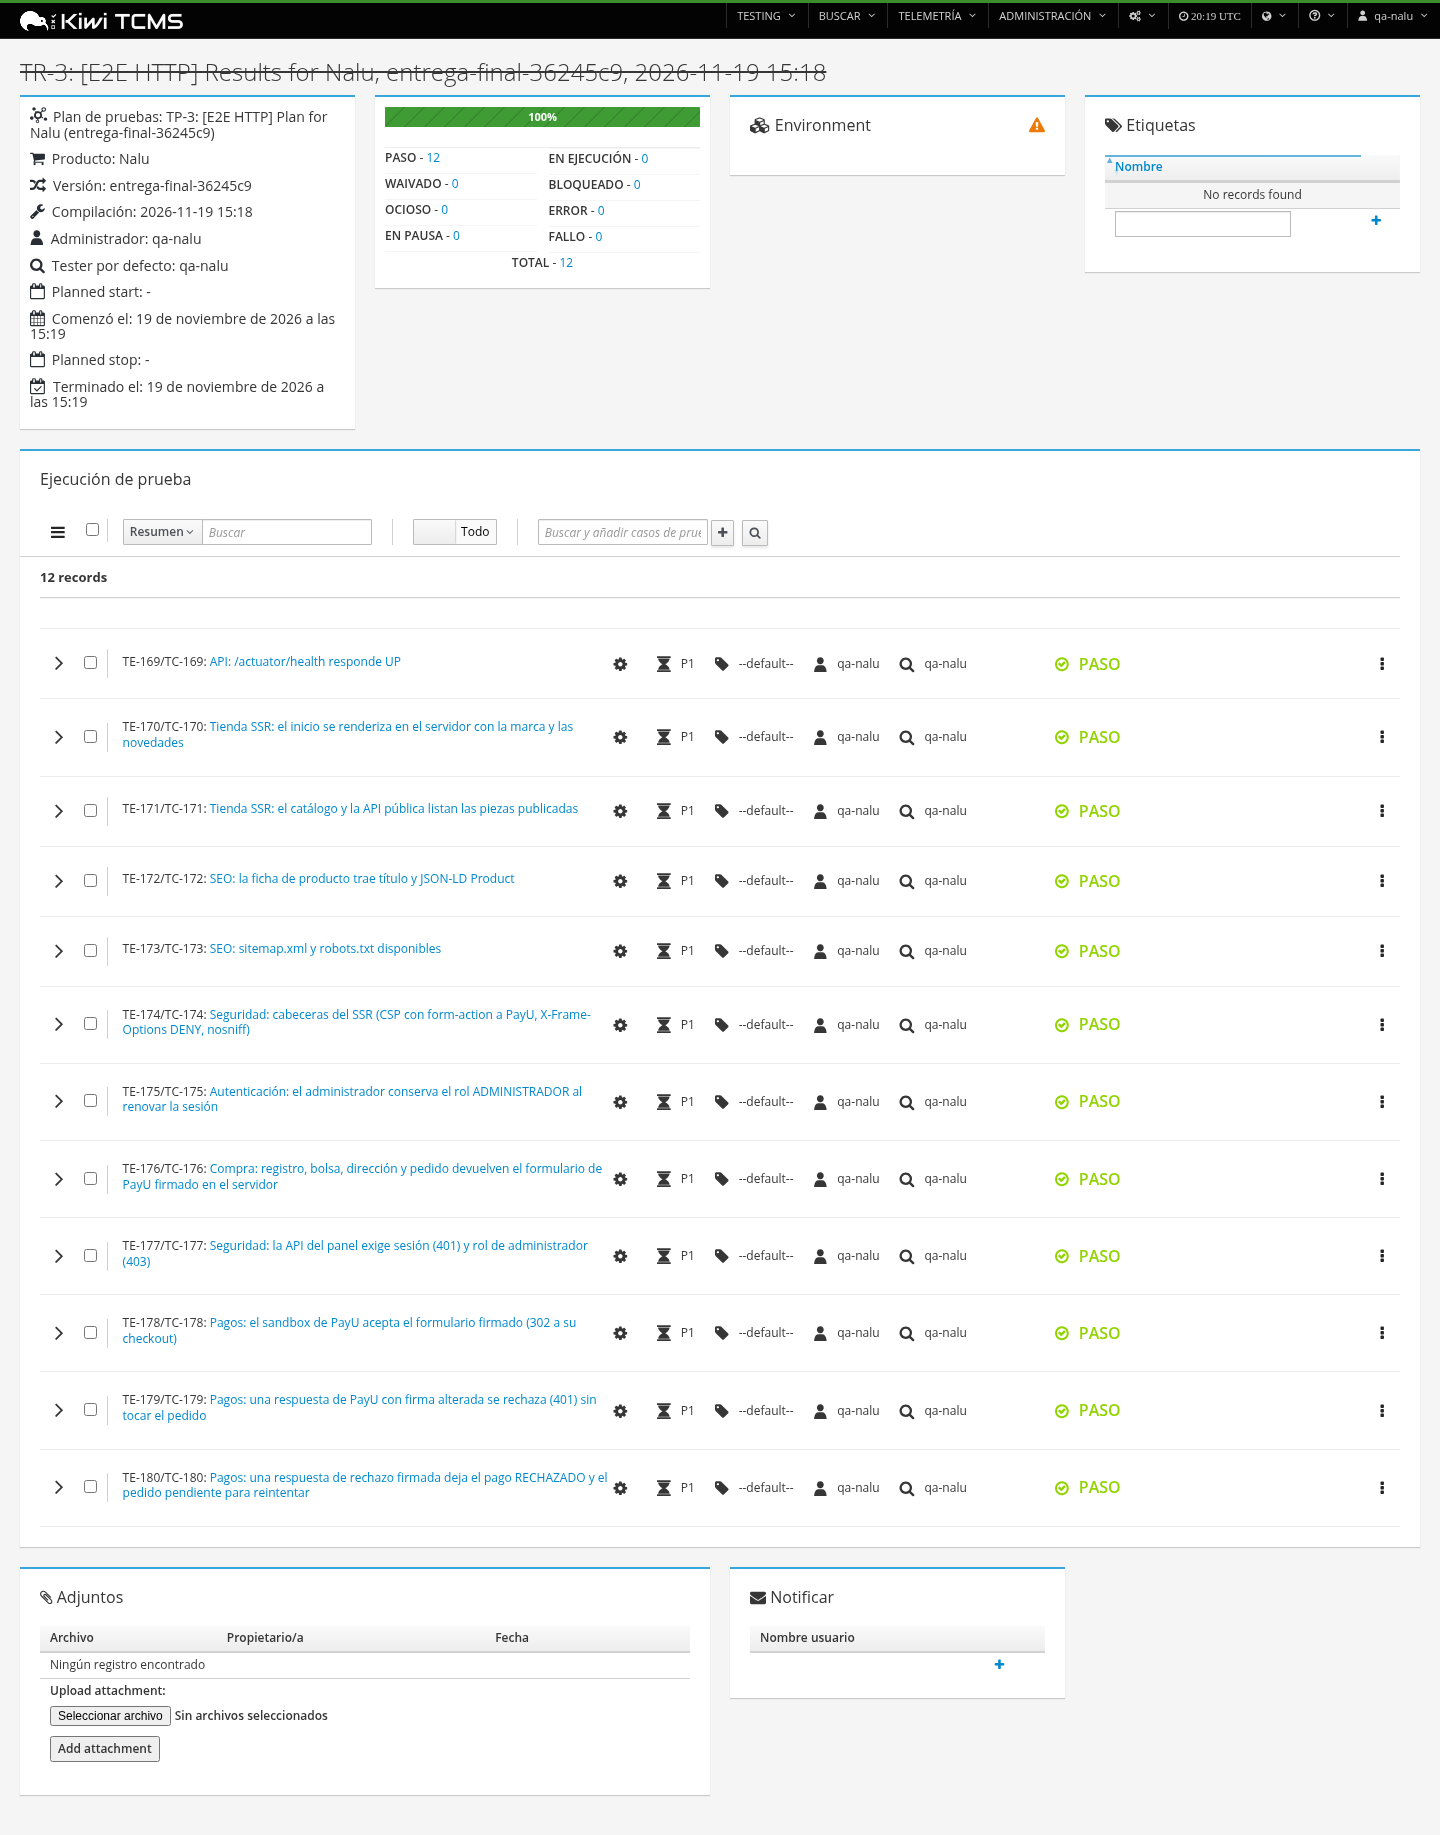 Kiwi TCMS
TESTING
BUSCAR
TELEMETRÍA
ADMINISTRACIÓN
20:19 UTC
qa-nalu
TR-3: [E2E HTTP] Results for Nalu, entrega-final-36245c9, 2026-11-19 15:18
Plan de pruebas: TP-3: [E2E HTTP] Plan for
Nalu (entrega-final-36245c9)
Producto: Nalu
Versión: entrega-final-36245c9
Compilación: 2026-11-19 15:18
Administrador: qa-nalu
Tester por defecto: qa-nalu
Planned start: -
Comenzó el: 19 de noviembre de 2026 a las
15:19
Planned stop: -
Terminado el: 19 de noviembre de 2026 a
las 15:19
100%
PASO - 12
EN EJECUCIÓN - 0
WAIVADO - 0
BLOQUEADO - 0
OCIOSO - 0
ERROR - 0
EN PAUSA - 0
FALLO - 0
TOTAL - 12
Environment
Etiquetas
Nombre
No records found
Ejecución de prueba
Resumen
Buscar
Todo
Buscar y añadir casos de prue
12 records
TE-169/TC-169: API: /actuator/health responde UP
P1 --default-- qa-nalu qa-nalu PASO
TE-170/TC-170: Tienda SSR: el inicio se renderiza en el servidor con la marca y las
novedades
P1 --default-- qa-nalu qa-nalu PASO
TE-171/TC-171: Tienda SSR: el catálogo y la API pública listan las piezas publicadas
P1 --default-- qa-nalu qa-nalu PASO
TE-172/TC-172: SEO: la ficha de producto trae título y JSON-LD Product
P1 --default-- qa-nalu qa-nalu PASO
TE-173/TC-173: SEO: sitemap.xml y robots.txt disponibles
P1 --default-- qa-nalu qa-nalu PASO
TE-174/TC-174: Seguridad: cabeceras del SSR (CSP con form-action a PayU, X-Frame-
Options DENY, nosniff)
P1 --default-- qa-nalu qa-nalu PASO
TE-175/TC-175: Autenticación: el administrador conserva el rol ADMINISTRADOR al
renovar la sesión
P1 --default-- qa-nalu qa-nalu PASO
TE-176/TC-176: Compra: registro, bolsa, dirección y pedido devuelven el formulario de
PayU firmado en el servidor
P1 --default-- qa-nalu qa-nalu PASO
TE-177/TC-177: Seguridad: la API del panel exige sesión (401) y rol de administrador
(403)
P1 --default-- qa-nalu qa-nalu PASO
TE-178/TC-178: Pagos: el sandbox de PayU acepta el formulario firmado (302 a su
checkout)
P1 --default-- qa-nalu qa-nalu PASO
TE-179/TC-179: Pagos: una respuesta de PayU con firma alterada se rechaza (401) sin
tocar el pedido
P1 --default-- qa-nalu qa-nalu PASO
TE-180/TC-180: Pagos: una respuesta de rechazo firmada deja el pago RECHAZADO y el
pedido pendiente para reintentar
P1 --default-- qa-nalu qa-nalu PASO
Adjuntos
Archivo Propietario/a Fecha
Ningún registro encontrado
Upload attachment:
Seleccionar archivo Sin archivos seleccionados
Add attachment
Notificar
Nombre usuario